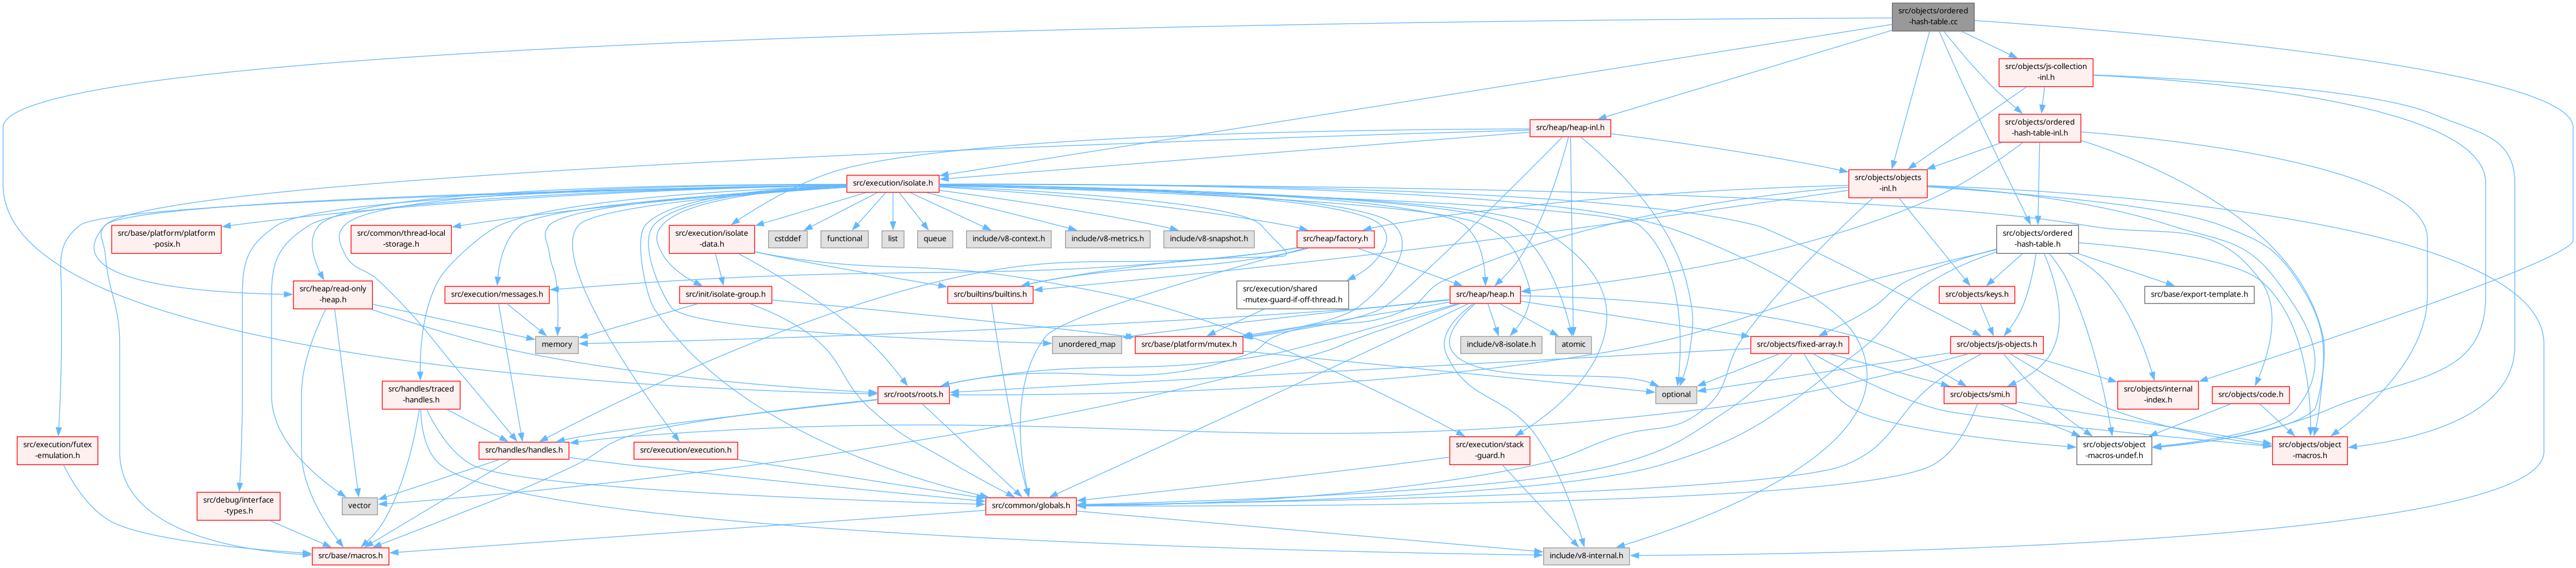 src/objects/ordered
-hash-table.cc
src/objects/js-collection
-inl.h
src/heap/heap-inl.h
src/objects/ordered
-hash-table-inl.h
src/execution/isolate.h
src/objects/objects
-inl.h
src/base/platform/platform
-posix.h
src/common/thread-local
-storage.h
src/execution/isolate
-data.h
cstddef
functional
list
queue
include/v8-context.h
include/v8-metrics.h
include/v8-snapshot.h
src/heap/factory.h
src/objects/ordered
-hash-table.h
src/heap/read-only
-heap.h
src/execution/messages.h
src/init/isolate-group.h
src/builtins/builtins.h
src/execution/shared
-mutex-guard-if-off-thread.h
src/heap/heap.h
src/objects/keys.h
src/base/export-template.h
memory
unordered_map
src/base/platform/mutex.h
include/v8-isolate.h
atomic
src/objects/fixed-array.h
src/objects/js-objects.h
src/handles/traced
-handles.h
src/roots/roots.h
optional
src/objects/smi.h
src/objects/internal
-index.h
src/objects/code.h
src/execution/futex
-emulation.h
src/handles/handles.h
src/execution/execution.h
src/execution/stack
-guard.h
src/objects/object
-macros-undef.h
src/objects/object
-macros.h
src/debug/interface
-types.h
vector
src/common/globals.h
src/base/macros.h
include/v8-internal.h